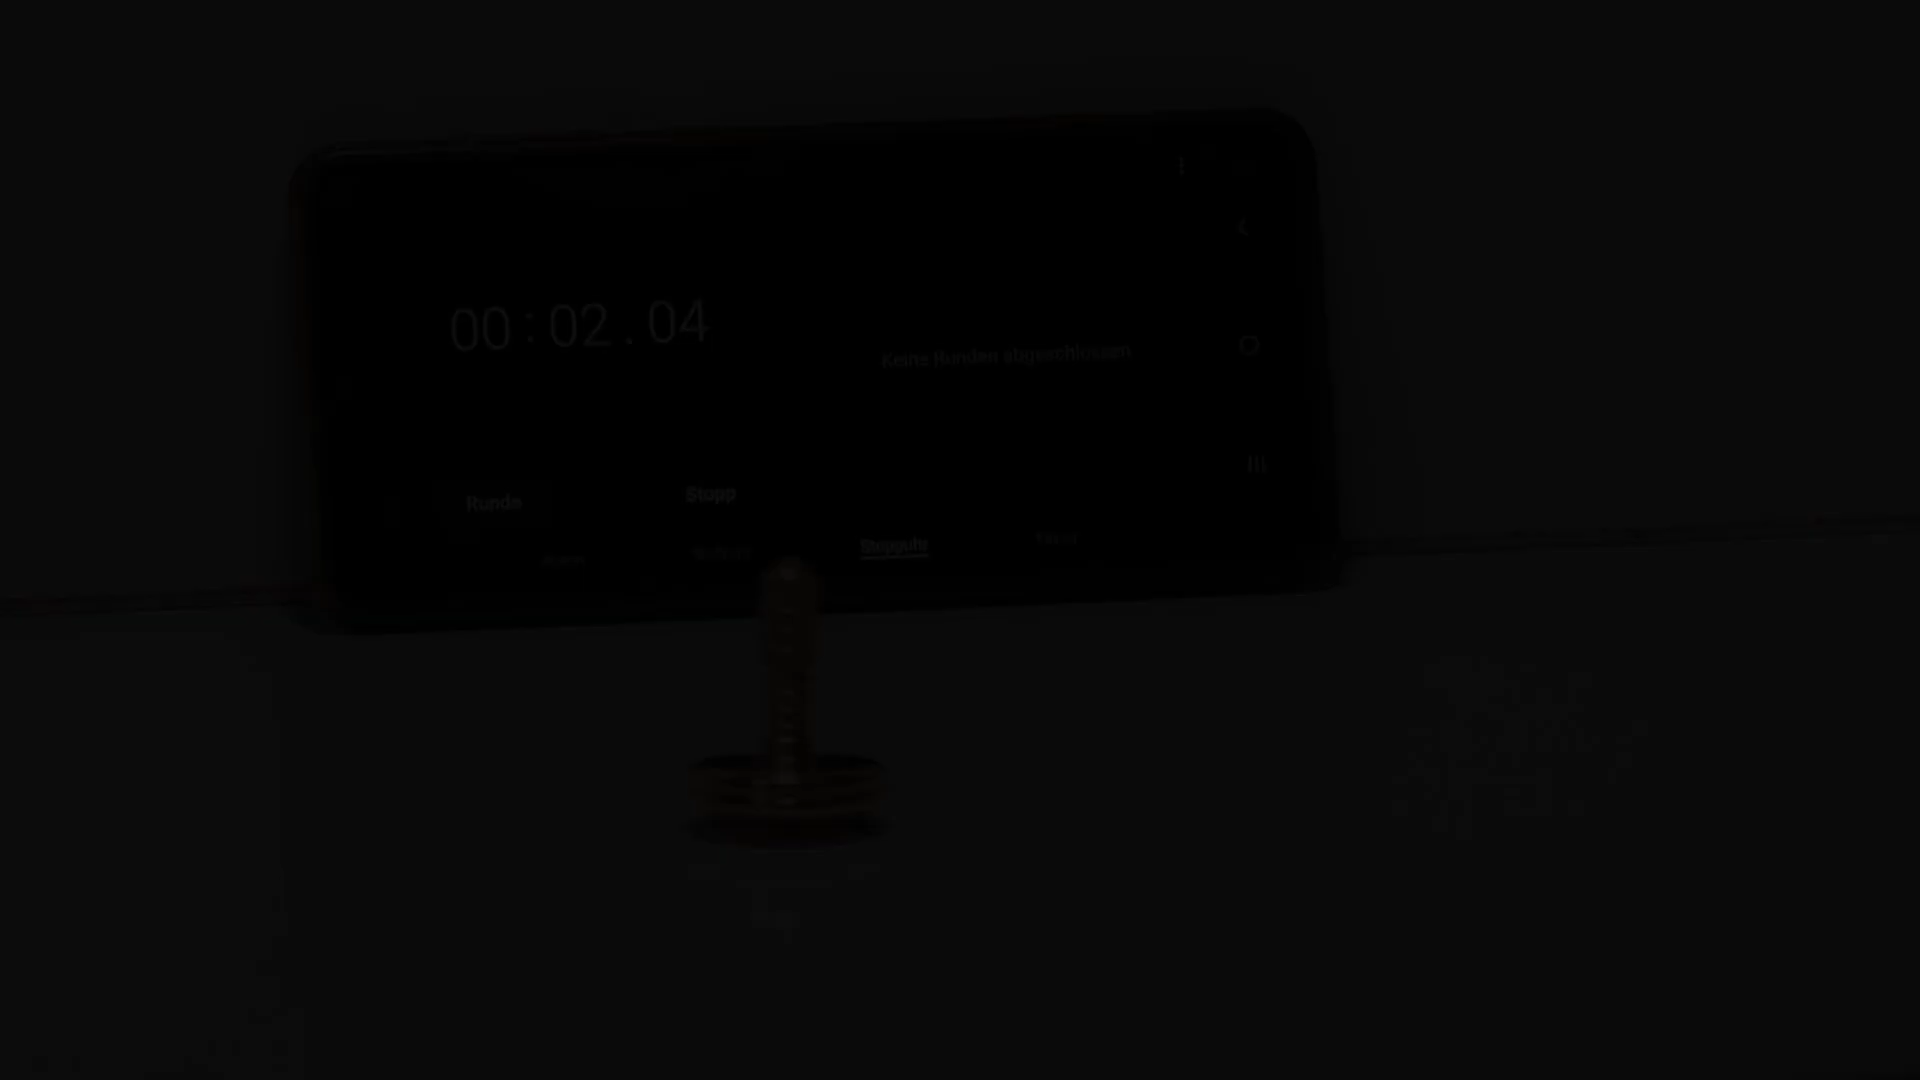 00:02.04
Keine Runden abgeschlossen
Runde
Stopp
Stoppuhr